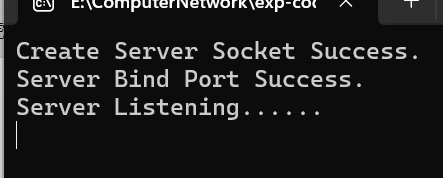 E:\ComputerNetwork\exp-co
Create Server Socket Success.
Server Bind Port Success.
Server Listening......